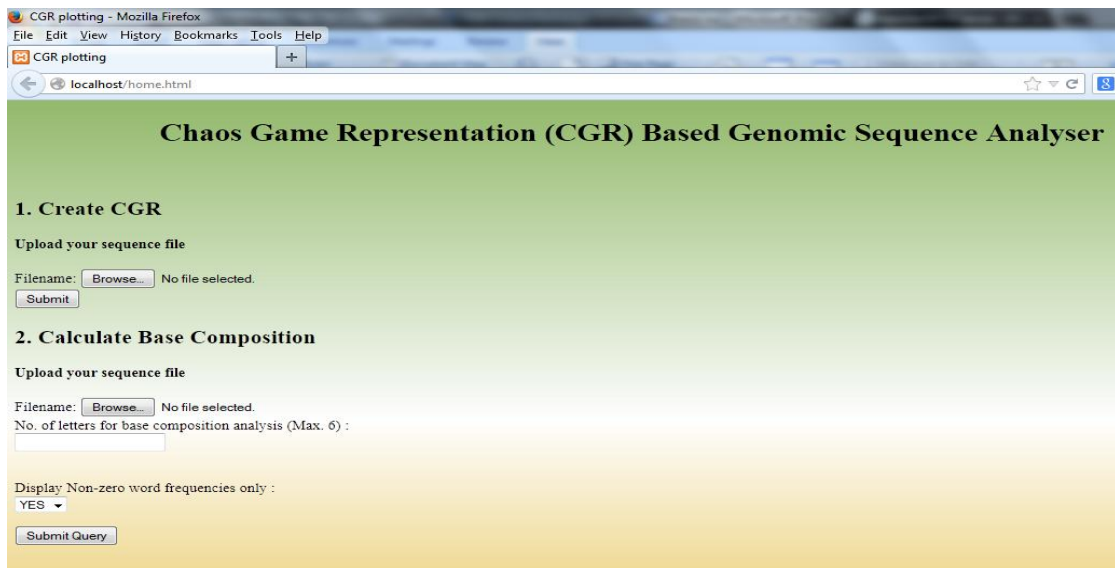 CGR plotting - Mozilla Firefox
File Edit View History Bookmarks Tools Help
CGR plotting +
localhost/home.html 8
Chaos Game Representation (CGR) Based Genomic Sequence Analyser
1. Create CGR
Upload your sequence file
Filename: Browse... No file selected.
Submit
2. Calculate Base Composition
Upload your sequence file
Filename: Browse... No file selected.
No. of letters for base composition analysis (Max. 6) :
Display Non-zero word frequencies only :
YES
Submit Query